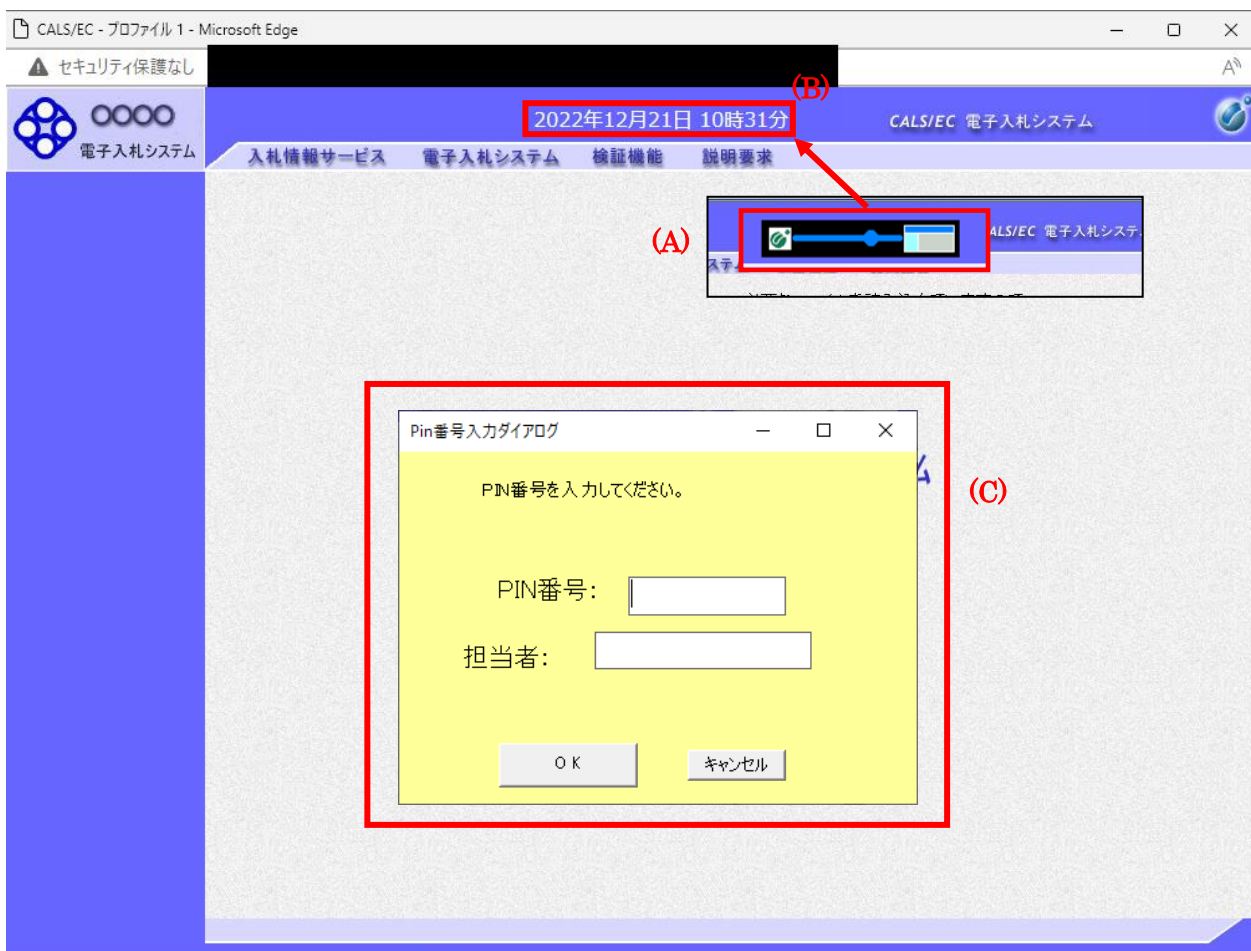 CALS/EC - プロファイル 1 - Microsoft Edge
セキュリティ保護なし
(B)
OOOO
電子入札システム
2022年12月21日 10時31分
CALS/EC 電子入札システム
入札情報サービス 電子入札システム 検証機能 説明要求
(A)
ALS/EC 電子入札システ
ステ
Pin番号入力ダイアログ
PIN番号を入力してください。
ム
(C)
PIN番号:
担当者:
OK
キャンセル